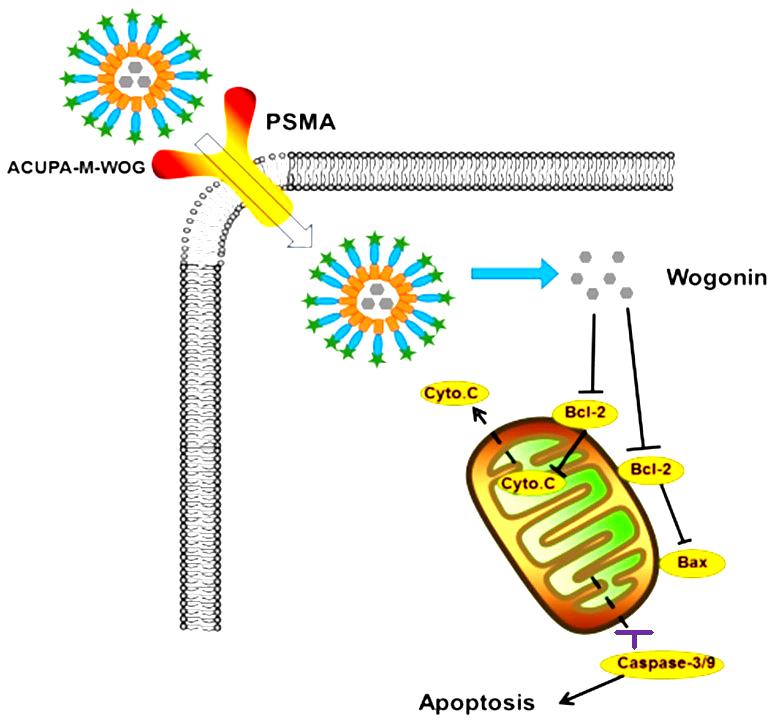 PSMA
ACUPA-M-WOG
Wogonin
Cyto.C
Bcl-2
Bcl-2
Cyto.C
Bax
Caspase-3/9
Apoptosis